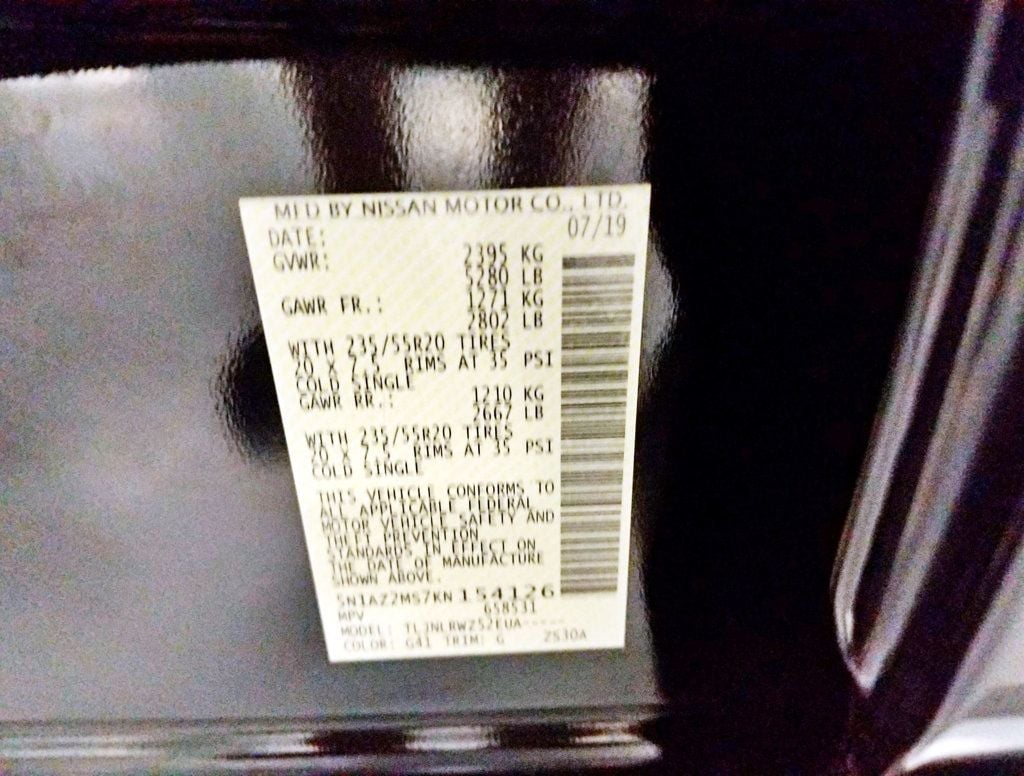 MFD BY NISSAN MOTOR CO., LTD.
DATE: 07/19
GVWR: 2395 KG
5280 LB
GAWR FR.: 1271 KG
2802 LB
WITH 235/55R20 TIRES
20 X 7.5 RIMS AT 35 PSI
COLD SINGLE
GAWR RR.: 1210 KG
2667 LB
WITH 235/55R20 TIRES
20 X 7.5 RIMS AT 35 PSI
COLD SINGLE
THIS VEHICLE CONFORMS TO
ALL APPLICABLE FEDERAL
MOTOR VEHICLE SAFETY AND
THEFT PREVENTION
STANDARDS IN EFFECT ON
THE DATE OF MANUFACTURE
SHOWN ABOVE.
5N1AZ2MS7KN154126
MPV 658531
MODEL:
COLOR: G41 TRIM: G ZS30A